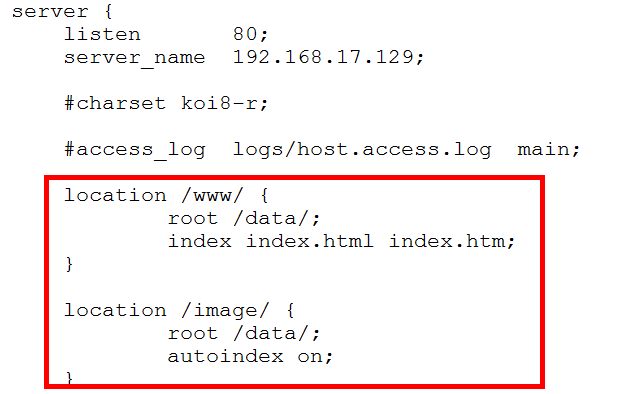 server {
    listen       80;
    server_name  192.168.17.129;
    #charset koi8-r;
    #access_log  logs/host.access.log  main;
    location /www/ {
            root /data/;
            index index.html index.htm;
    }
    location /image/ {
            root /data/;
            autoindex on;
    }